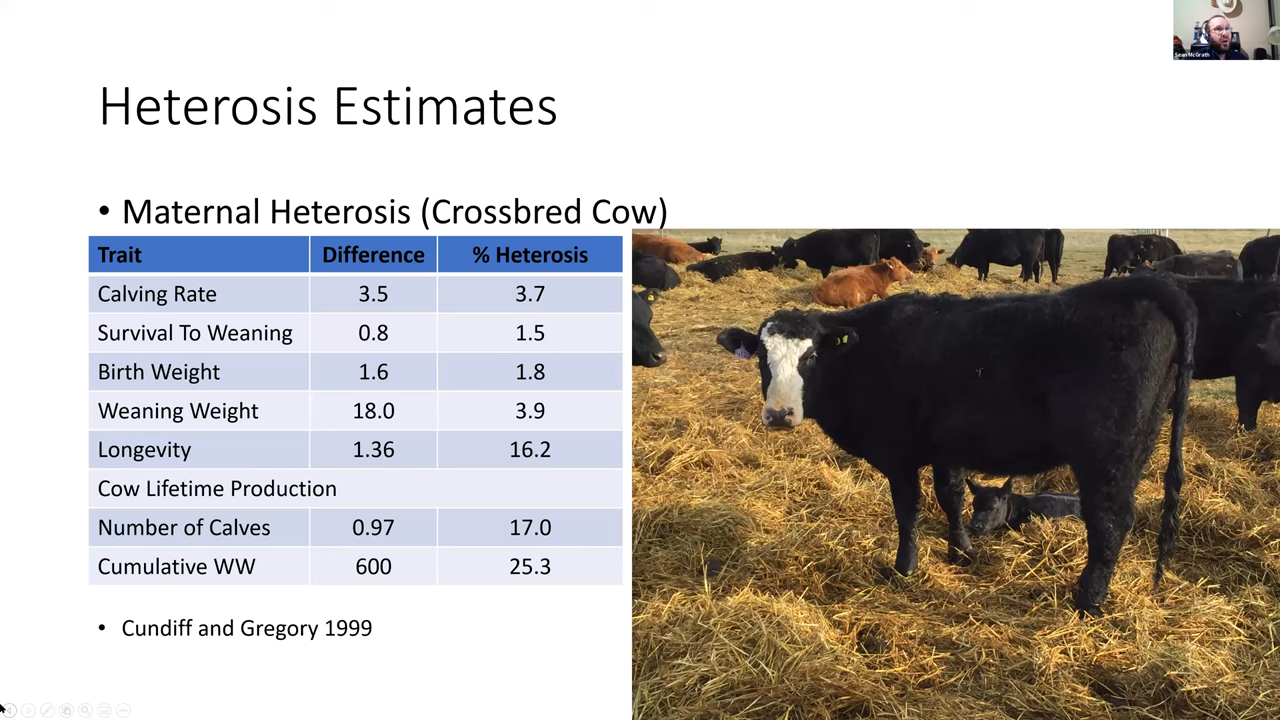 Sean McGrath
Heterosis Estimates
• Maternal Heterosis (Crossbred Cow)
Trait Difference % Heterosis
Calving Rate 3.5 3.7
Survival To Weaning 0.8 1.5
Birth Weight 1.6 1.8
Weaning Weight 18.0 3.9
Longevity 1.36 16.2
Cow Lifetime Production
Number of Calves 0.97 17.0
Cumulative WW 600 25.3
• Cundiff and Gregory 1999